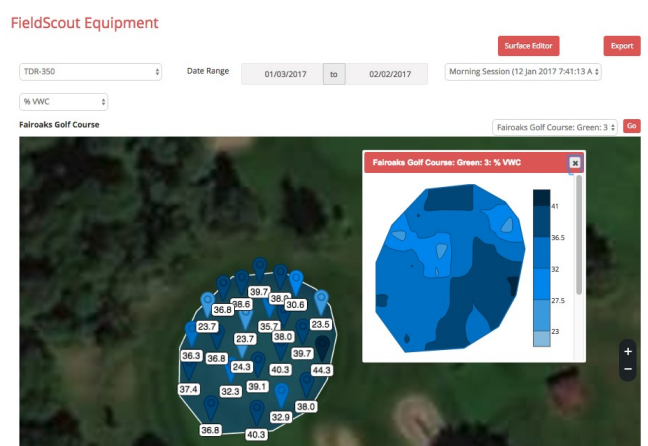 FieldScout Equipment
Surface Editor
Export
TDR-350
Date Range
01/03/2017
to
02/02/2017
Morning Session (12 Jan 2017 7:41:13 A
% VWC
Fairoaks Golf Course
Fairoaks Golf Course: Green: 3
Go
Fairoaks Golf Course: Green: 3: % VWC
x
41
36.5
32
27.5
23
39.7
36.8
38.6
30.6
23.7
35.7
23.5
23.7
38.0
36.3
36.8
39.7
24.3
40.3
44.3
37.4
32.3
39.1
38.0
32.9
36.8
40.3
+
−